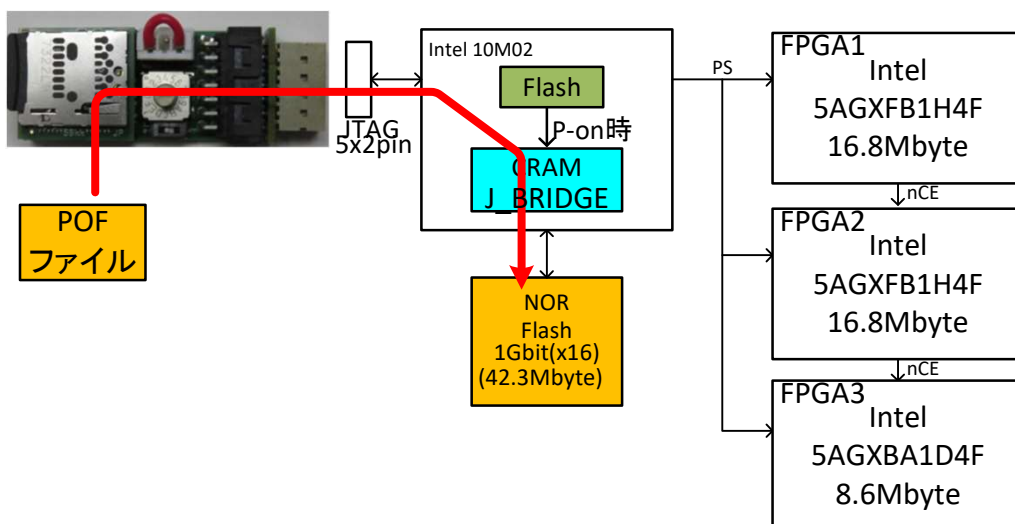 POF
ファイル
JTAG
5x2pin
Intel 10M02
Flash
P-on時
CRAM
J_BRIDGE
NOR
Flash
1Gbit(x16)
(42.3Mbyte)
PS
FPGA1
Intel
5AGXFB1H4F
16.8Mbyte
nCE
FPGA2
Intel
5AGXFB1H4F
16.8Mbyte
nCE
FPGA3
Intel
5AGXBA1D4F
8.6Mbyte